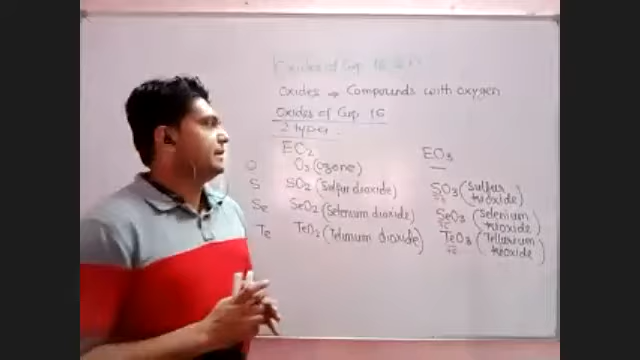 Oxides of Grp 16
Oxides → Compounds with oxygen
Oxides of Grp. 16
2 types.
EO2 EO3
O O3 (ozone) —
S SO2 (Sulfur dioxide) SO3 (sulfur trioxide)
Se SeO2 (Selenium dioxide) SeO3 (selenium trioxide)
Te TeO2 (Tellurium dioxide) TeO3 (Tellurium trioxide)